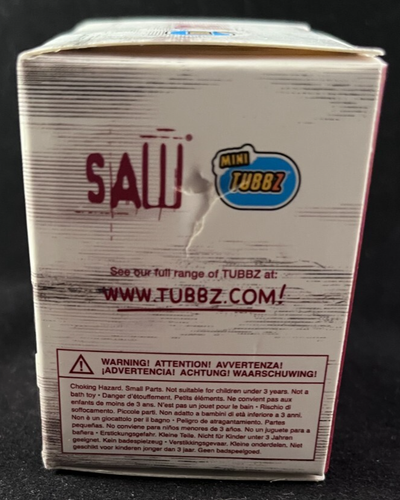 SAW®
MINI
TUBBZ
See our full range of TUBBZ at:
WWW.TUBBZ.COM!
WARNING! ATTENTION! AVVERTENZA!
¡ADVERTENCIA! ACHTUNG! WAARSCHUWING!
Choking Hazard. Small Parts. Not suitable for children under 3 years. Not a
bath toy • Danger d'étouffement. Petits éléments. Ne convient pas aux
enfants de moins de 3 ans. N'est pas un jouet pour le bain • Rischio di
soffocamento. Piccole parti. Non adatto a bambini di età inferiore a 3 anni.
Non è un giocattolo per il bagno • Peligro de atragantamiento. Partes
pequeñas. No conviene para niños menores de 3 años. No un juguete para a
bañera • Erstickungsgefahr. Kleine Teile. Nicht für Kinder unter 3 Jahren
geeignet. Kein badespielzeug • Verstikkingsgevaar. Kleine onderdelen. Niet
geschikt voor kinderen jonger dan 3 jaar. Geen badspeelgoed.